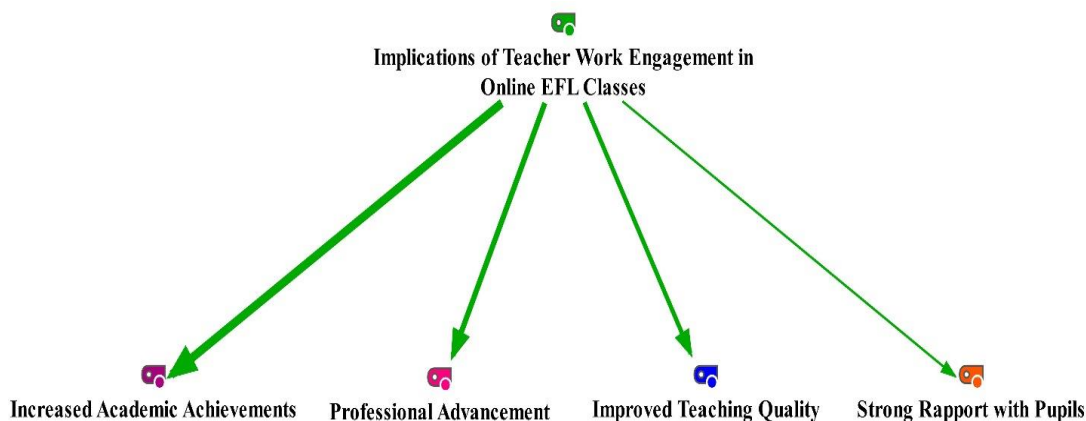 Implications of Teacher Work Engagement in
Online EFL Classes
Increased Academic Achievements
Professional Advancement
Improved Teaching Quality
Strong Rapport with Pupils